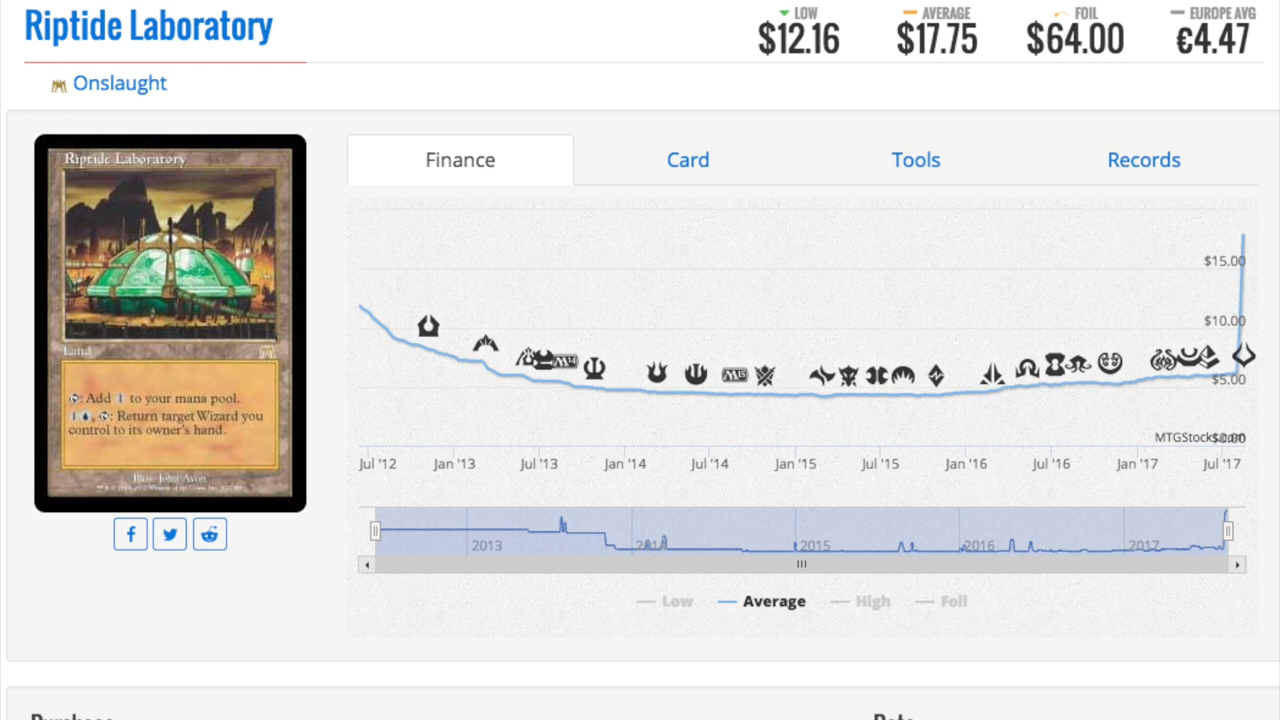 Riptide Laboratory
LOW
$12.16
AVERAGE
$17.75
FOIL
$64.00
EUROPE AVG
€4.47
Onslaught
Riptide Laboratory
Land
: Add 1 to your mana pool.
1 , : Return target Wizard you
control to its owner's hand.
Illus. John Avon
Finance
Card
Tools
Records
$15.00
$10.00
$5.00
$0.00
MTGStocks.com
M14
M15
Jul '12
Jan '13
Jul '13
Jan '14
Jul '14
Jan '15
Jul '15
Jan '16
Jul '16
Jan '17
Jul '17
2013
2014
2015
2016
2017
Low
Average
High
Foil